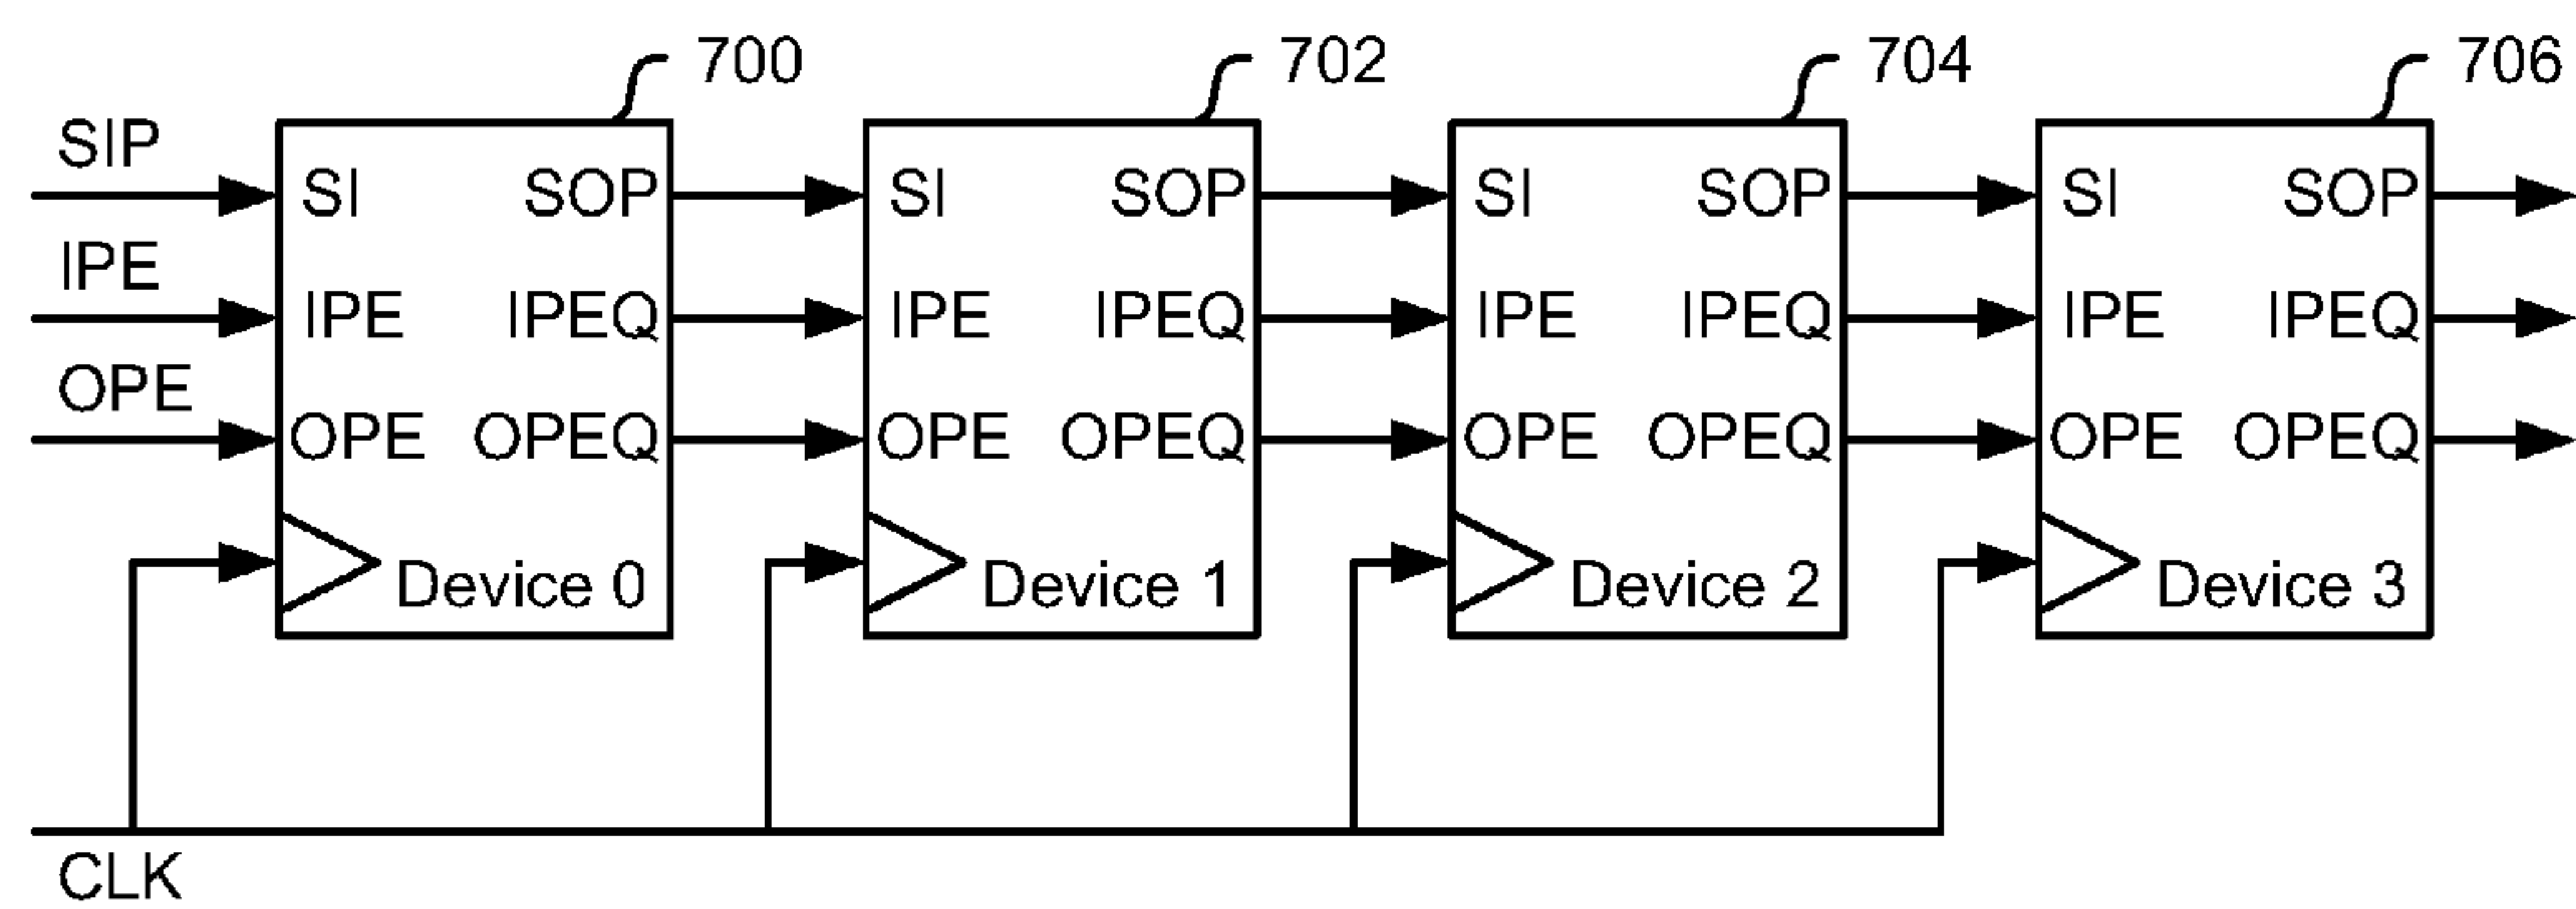 700 702 704 706
SIP
SI SOP SI SOP SI SOP SI SOP
IPE
IPE IPEQ IPE IPEQ IPE IPEQ IPE IPEQ
OPE
OPE OPEQ OPE OPEQ OPE OPEQ OPE OPEQ
Device 0 Device 1 Device 2 Device 3
CLK